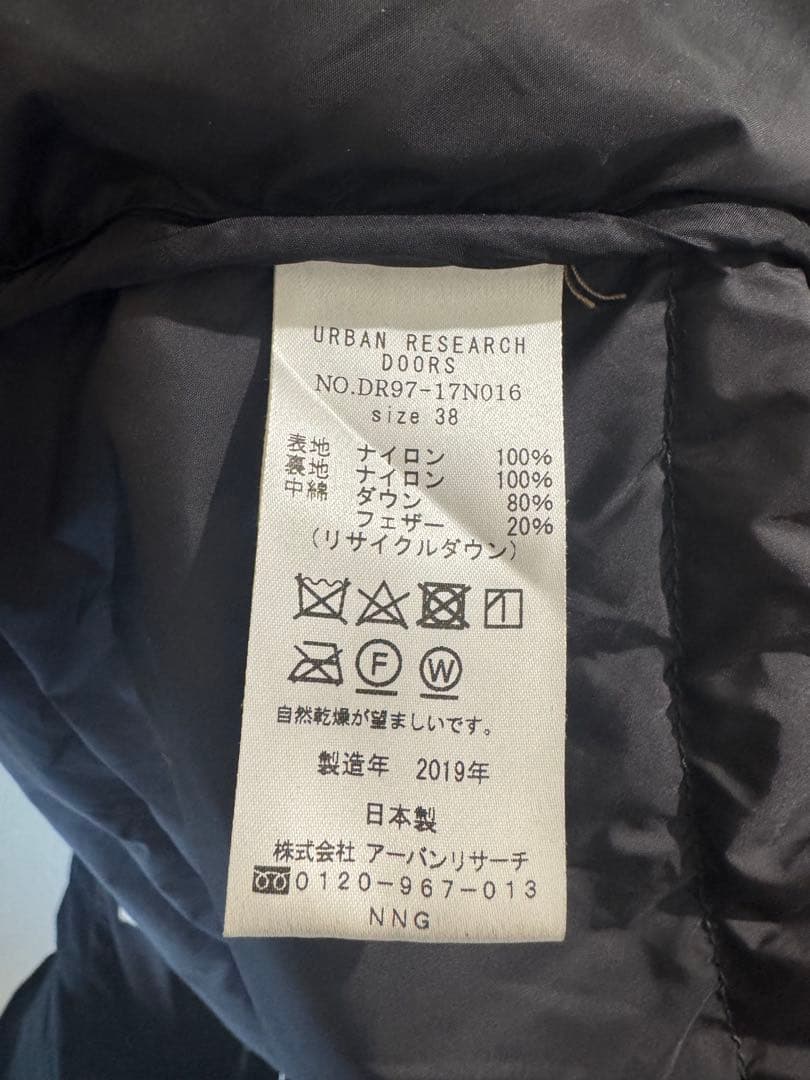 URBAN RESEARCH
DOORS
NO.DR97-17N016
size 38
表地 ナイロン 100%
裏地 ナイロン 100%
中綿 ダウン 80%
フェザー 20%
(リサイクルダウン)
F W
自然乾燥が望ましいです。
製造年 2019年
日本製
株式会社 アーバンリサーチ
0120-967-013
NNG